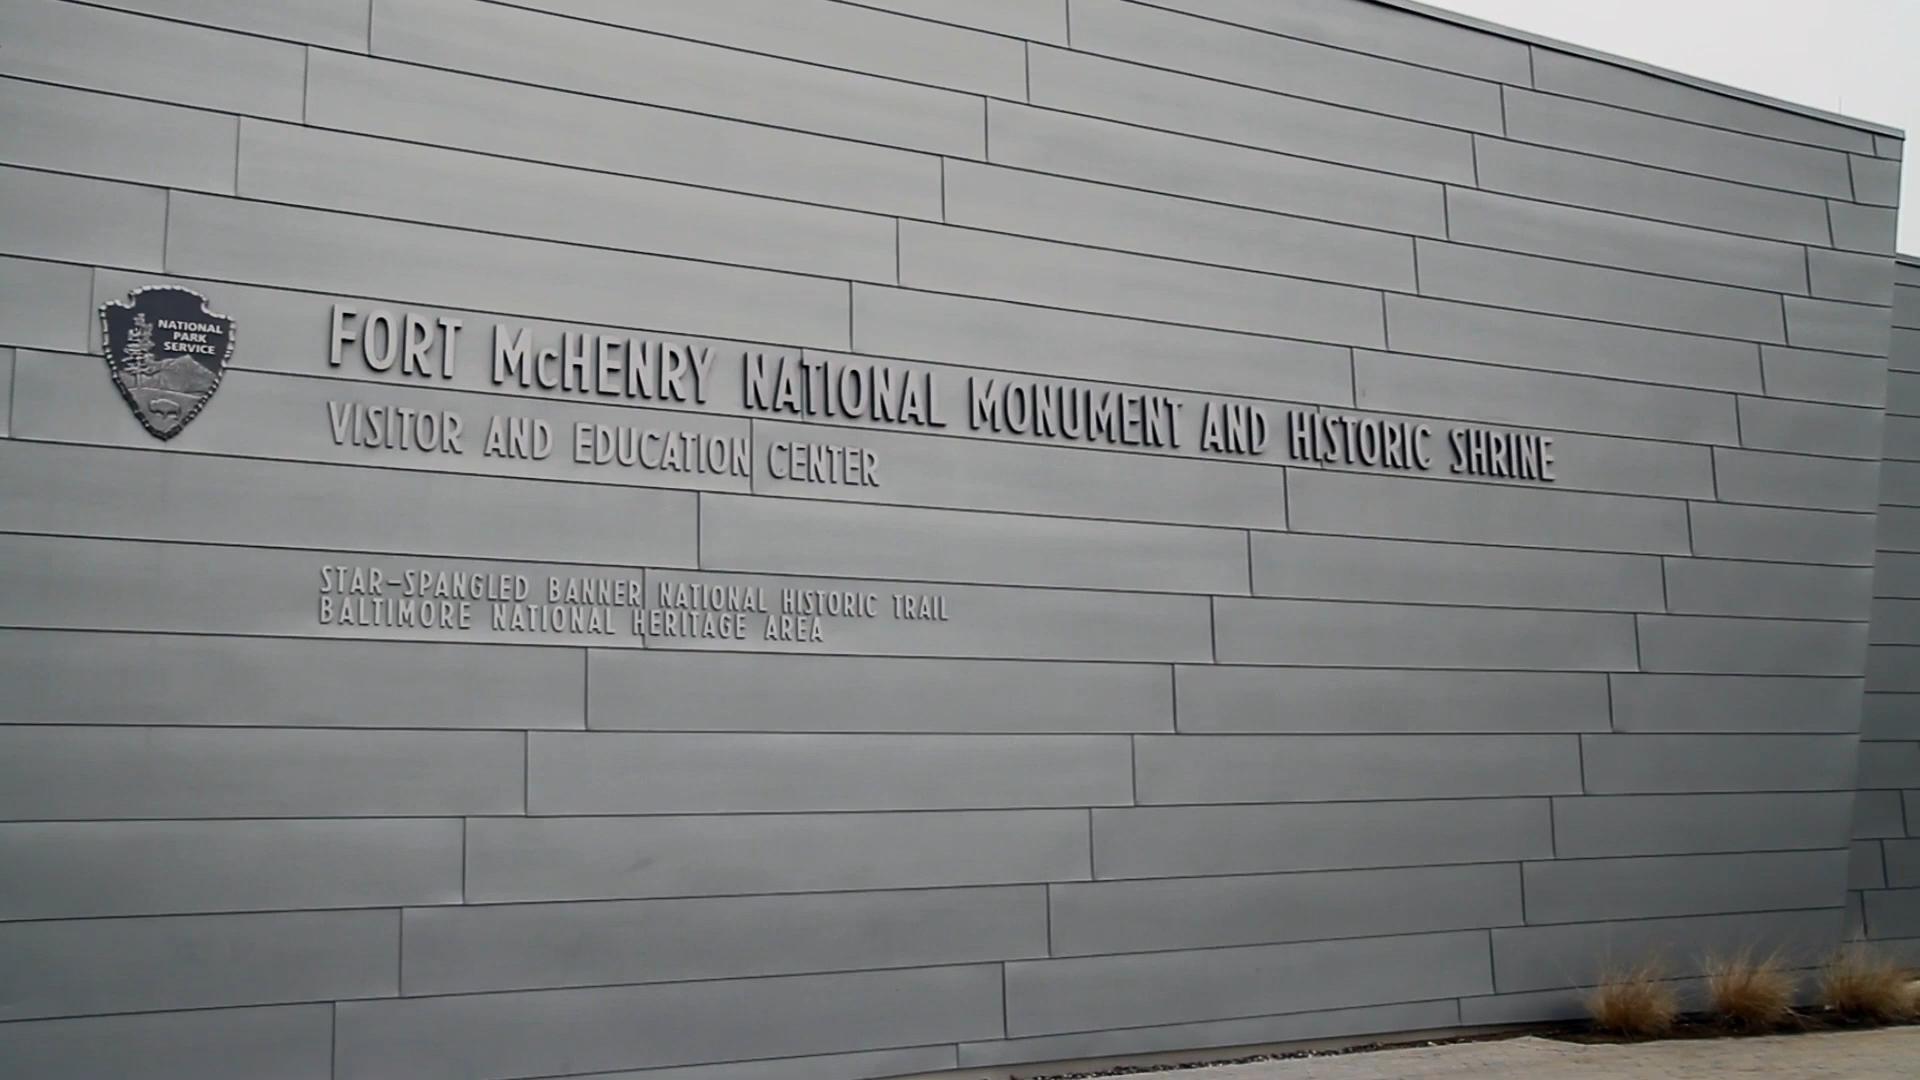 NATIONAL
PARK
SERVICE
FORT McHENRY NATIONAL MONUMENT AND HISTORIC SHRINE
VISITOR AND EDUCATION CENTER
STAR-SPANGLED BANNER NATIONAL HISTORIC TRAIL
BALTIMORE NATIONAL HERITAGE AREA